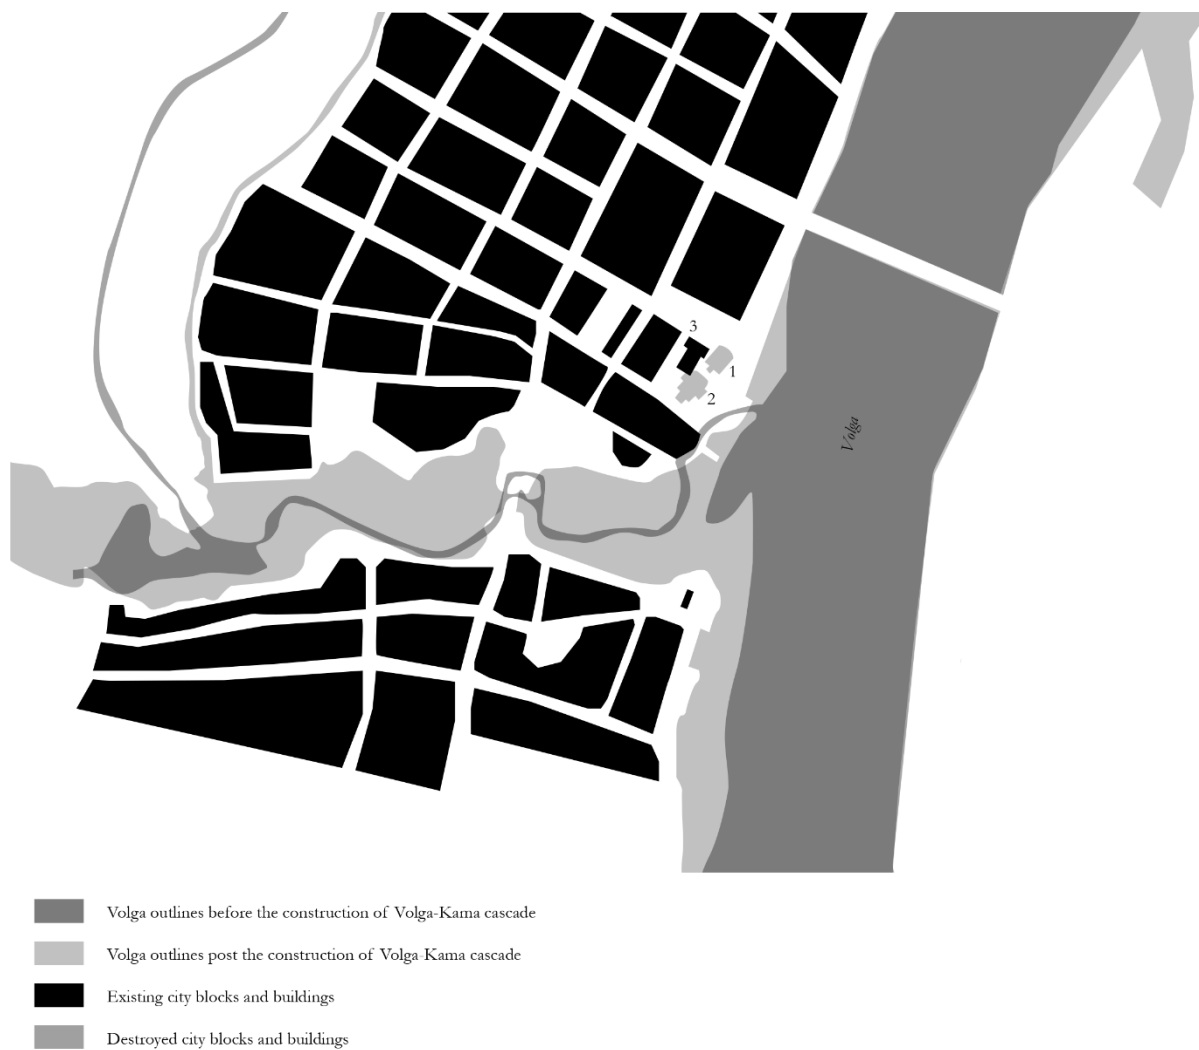 3
1
2
Volga
Volga outlines before the construction of Volga-Kama cascade
Volga outlines post the construction of Volga-Kama cascade
Existing city blocks and buildings
Destroyed city blocks and buildings